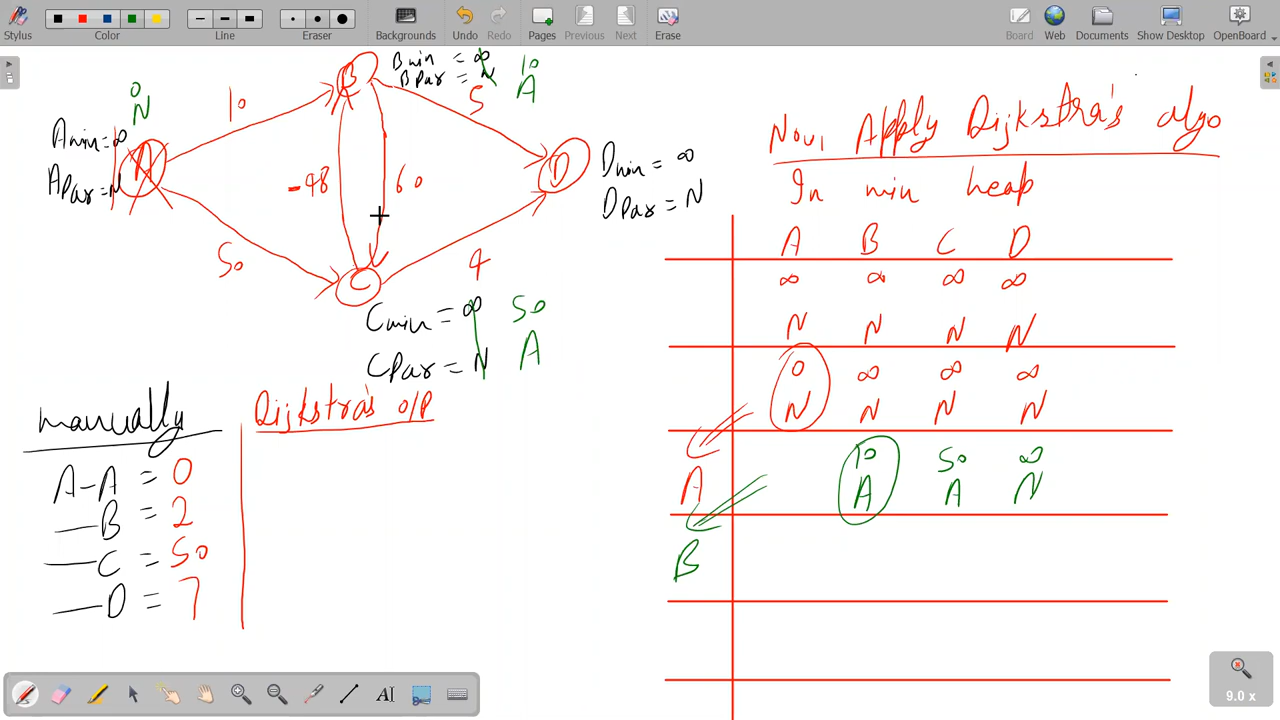 Stylus
Color
Line
Eraser
Backgrounds
Undo
Redo
Pages
Previous
Next
Erase
Board
Web
Documents
Show Desktop
OpenBoard
0
N
Amin=∞
APar=N
A
10
B
Bmin = ∞
BPar = N
10
A
5
-48
60
D
Dmin = ∞
DPar = N
50
C
4
Cmin = ∞ 50
CPar = N A
manually
A-A = 0
—B = 2
—C = 50
—D = 7
Dijkstra's O/P
Now, Apply Dijkstra's algo
In min heap
A B C D
∞ ∞ ∞ ∞
N N N N
0 ∞ ∞ ∞
N N N N
10 50 ∞
A A A N
B
9.0 x